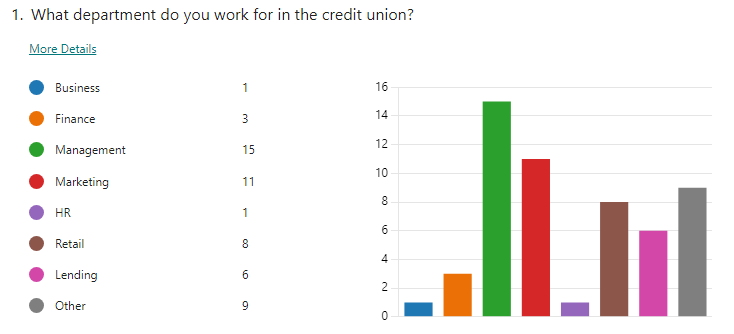 1. What department do you work for in the credit union?
More Details
Business 1
Finance 3
Management 15
Marketing 11
HR 1
Retail 8
Lending 6
Other 9
16
14
12
10
8
6
4
2
0